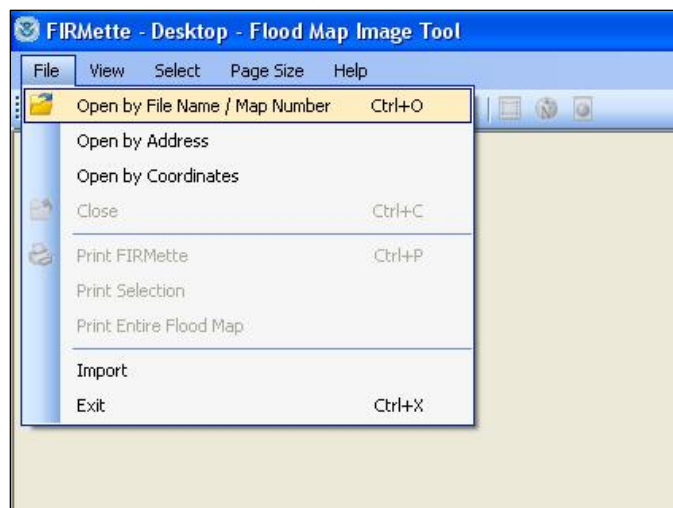 FIRMette - Desktop - Flood Map Image Tool
File View Select Page Size Help
Open by File Name / Map Number Ctrl+O
Open by Address
Open by Coordinates
Close Ctrl+C
Print FIRMette Ctrl+P
Print Selection
Print Entire Flood Map
Import
Exit Ctrl+X